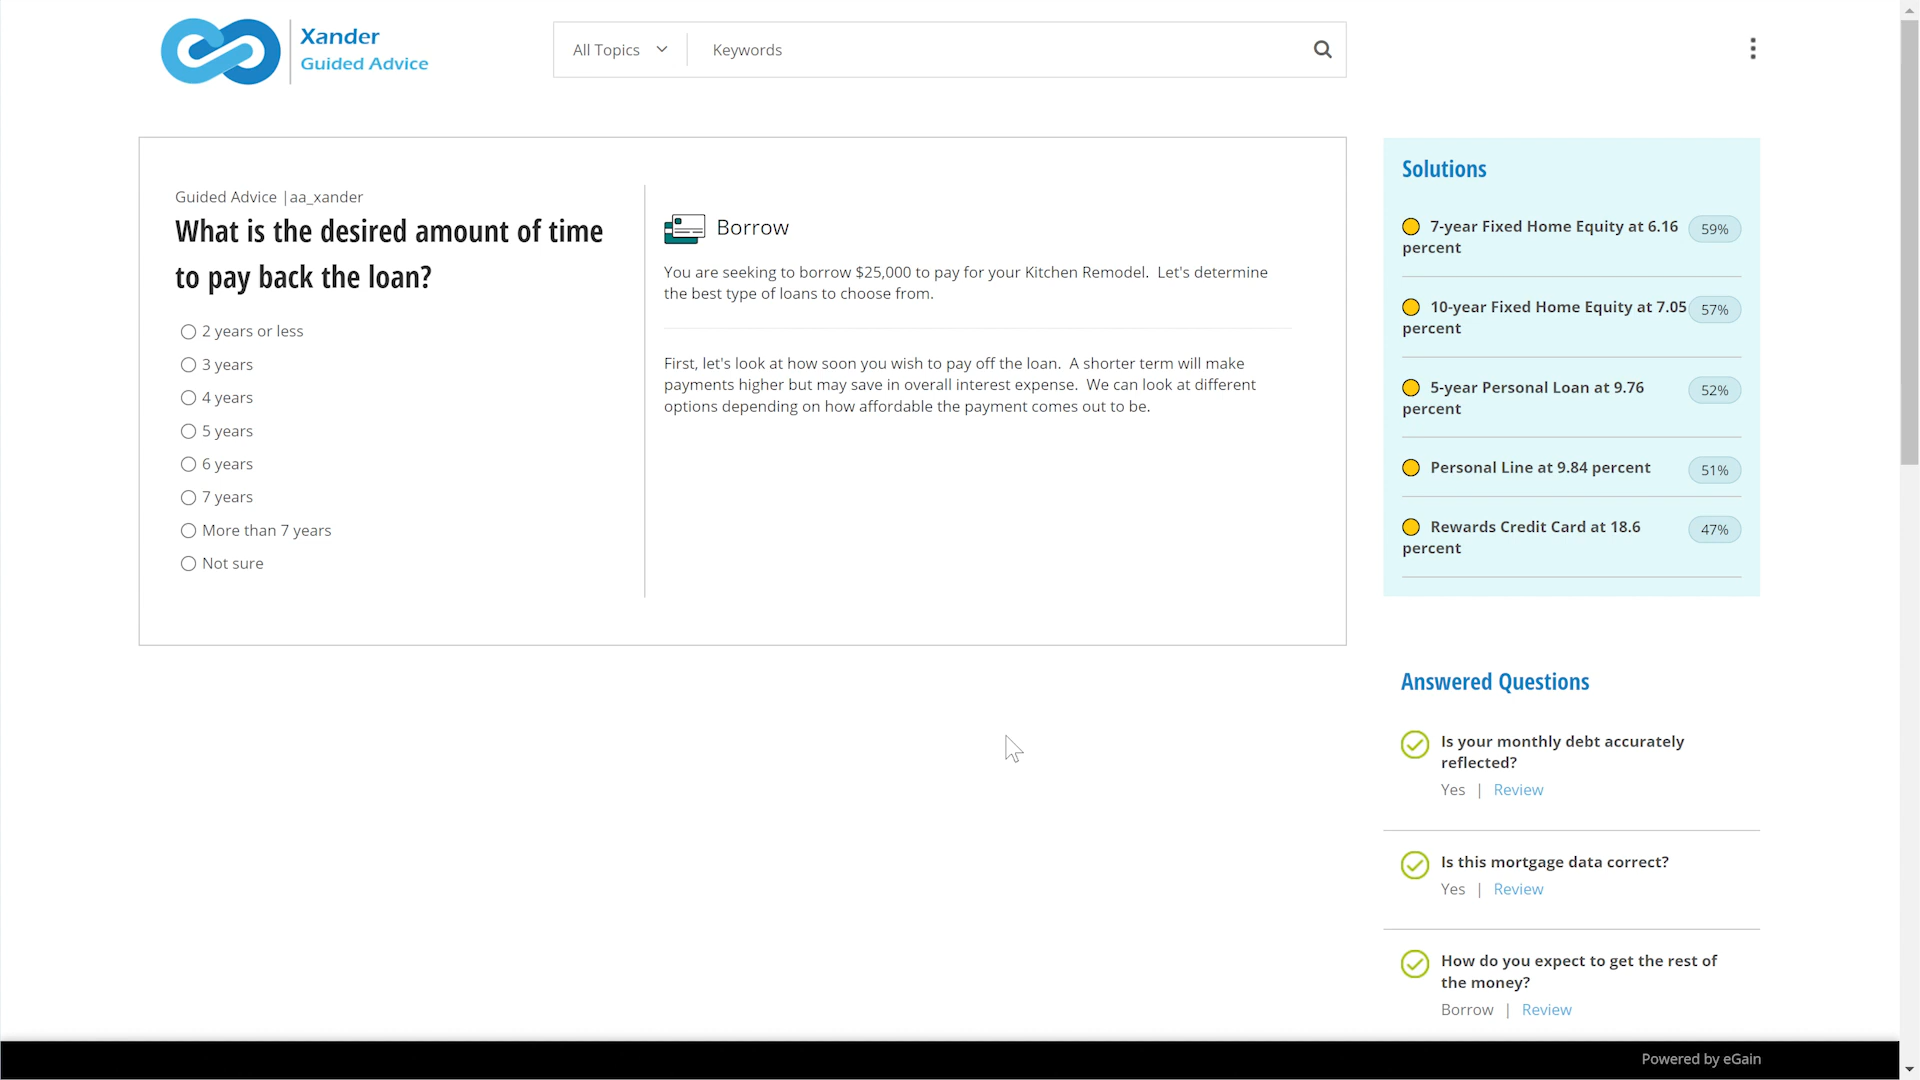 Xander
Guided Advice
All Topics
Keywords
Guided Advice |aa_xander
What is the desired amount of time
to pay back the loan?
2 years or less
3 years
4 years
5 years
6 years
7 years
More than 7 years
Not sure
Borrow
You are seeking to borrow $25,000 to pay for your Kitchen Remodel. Let's determine
the best type of loans to choose from.
First, let's look at how soon you wish to pay off the loan. A shorter term will make
payments higher but may save in overall interest expense. We can look at different
options depending on how affordable the payment comes out to be.
Solutions
7-year Fixed Home Equity at 6.16 59%
percent
10-year Fixed Home Equity at 7.05 57%
percent
5-year Personal Loan at 9.76 52%
percent
Personal Line at 9.84 percent 51%
Rewards Credit Card at 18.6 47%
percent
Answered Questions
Is your monthly debt accurately
reflected?
Yes | Review
Is this mortgage data correct?
Yes | Review
How do you expect to get the rest of
the money?
Borrow | Review
Powered by eGain